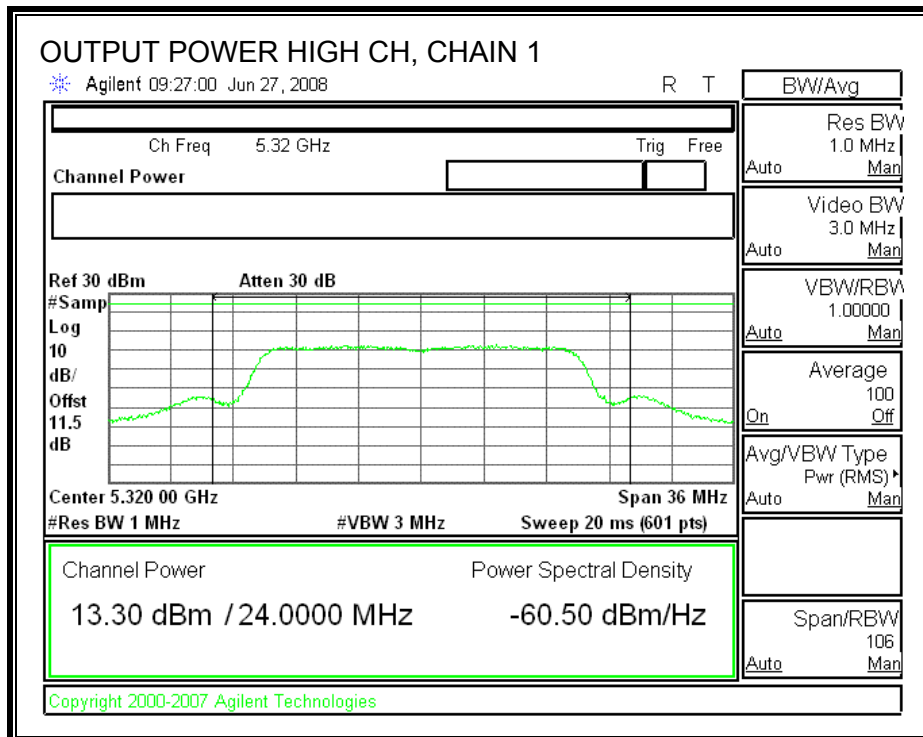 OUTPUT POWER HIGH CH, CHAIN 1
Agilent 09:27:00 Jun 27, 2008 R T
BW/Avg
Ch Freq 5.32 GHz Trig Free
Channel Power
Res BW
1.0 MHz
Auto Man
Video BW
3.0 MHz
Auto Man
Ref 30 dBm Atten 30 dB
#Samp
Log
10
dB/
Offst
11.5
dB
VBW/RBW
1.00000
Auto Man
Average
100
On Off
Avg/VBW Type
Pwr (RMS)
Auto Man
Center 5.320 00 GHz Span 36 MHz
#Res BW 1 MHz #VBW 3 MHz Sweep 20 ms (601 pts)
Channel Power Power Spectral Density
13.30 dBm / 24.0000 MHz -60.50 dBm/Hz
Span/RBW
106
Auto Man
Copyright 2000-2007 Agilent Technologies